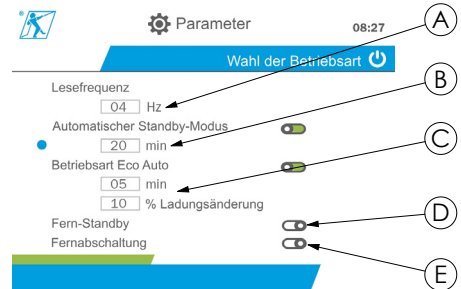 Parameter
08:27
A
Wahl der Betriebsart
Lesefrequenz
04 Hz
B
Automatischer Standby-Modus
20 min
C
Betriebsart Eco Auto
05 min
10 % Ladungsänderung
D
Fern-Standby
Fernabschaltung
E